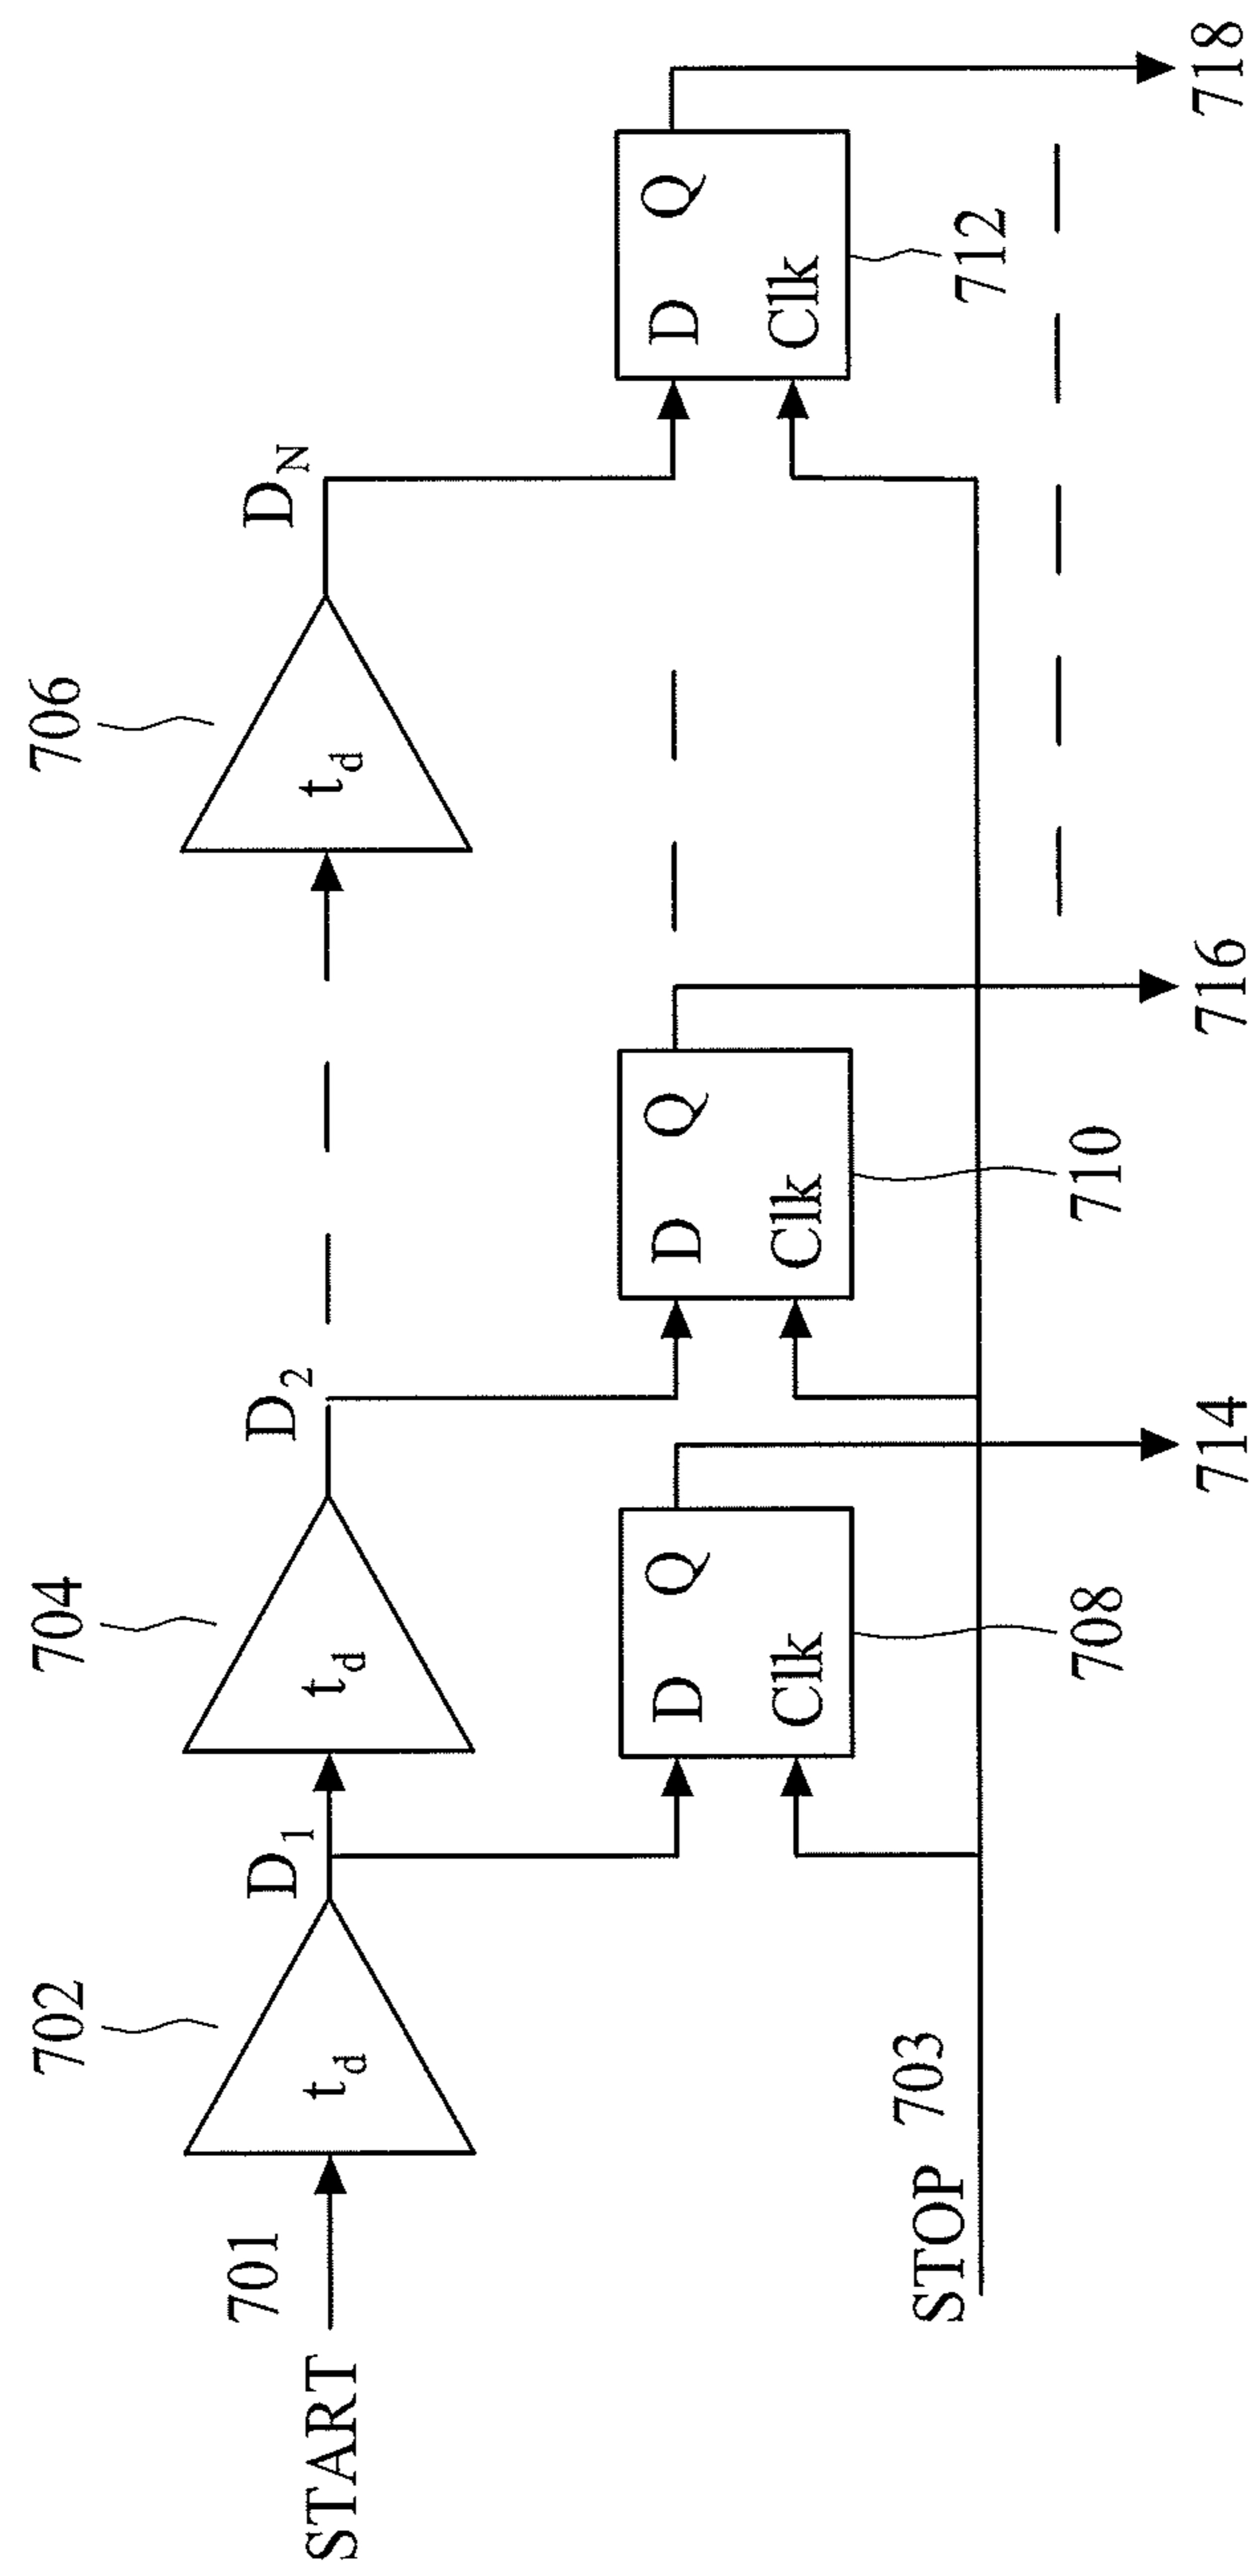 702
704
706
START 701
t_d
D_1
t_d
D_2
t_d
D_N
D Q
Clk
D Q
Clk
D Q
Clk
STOP 703
708
710
712
714
716
718